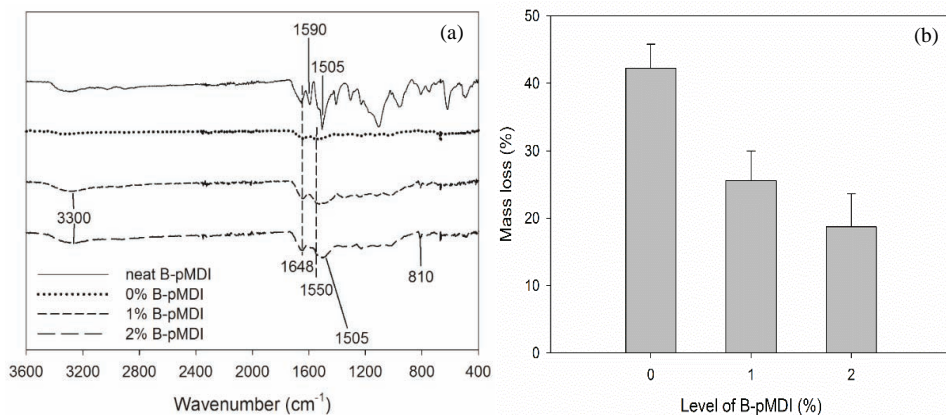 1590
(a)
1505
3300
1648
1550
810
1505
neat B-pMDI
0% B-pMDI
1% B-pMDI
2% B-pMDI
3600 3200 2800 2400 2000 1600 1200 800 400
Wavenumber (cm⁻¹)
(b)
50
40
30
20
10
0
Mass loss (%)
0 1 2
Level of B-pMDI (%)